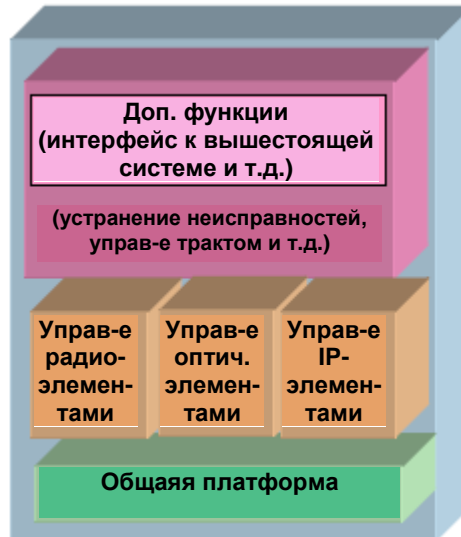 Доп. функции
(интерфейс к вышестоящей
системе и т.д.)
(устранение неисправностей,
управ-е трактом и т.д.)
Управ-е
радио-
элемен-
тами
Управ-е
оптич.
элемен-
тами
Управ-е
IP-
элемен-
тами
Общаяя платформа